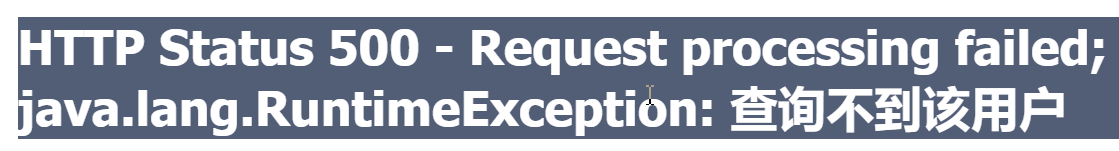 HTTP Status 500 - Request processing failed;
java.lang.RuntimeException: 查询不到该用户